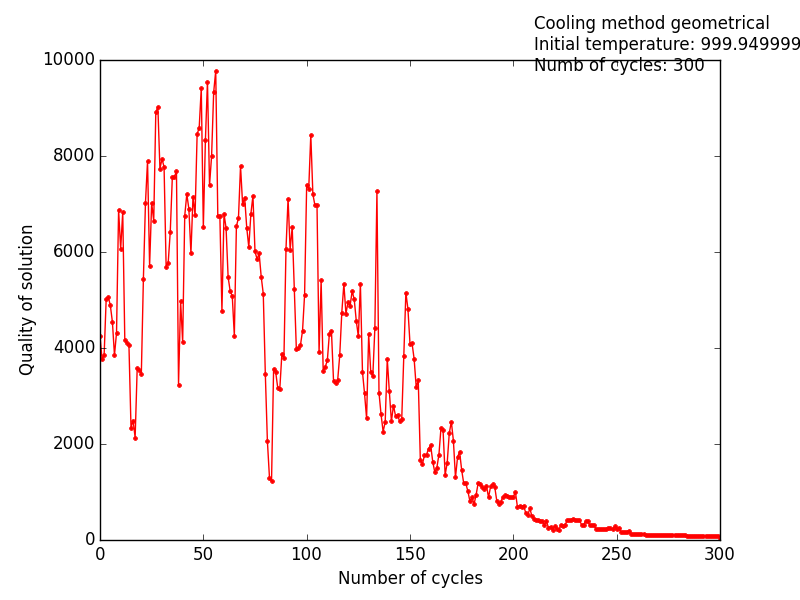 Cooling method geometrical
Initial temperature: 999.949999
Numb of cycles: 300
10000
8000
6000
4000
2000
0
Quality of solution
0 50 100 150 200 250 300
Number of cycles